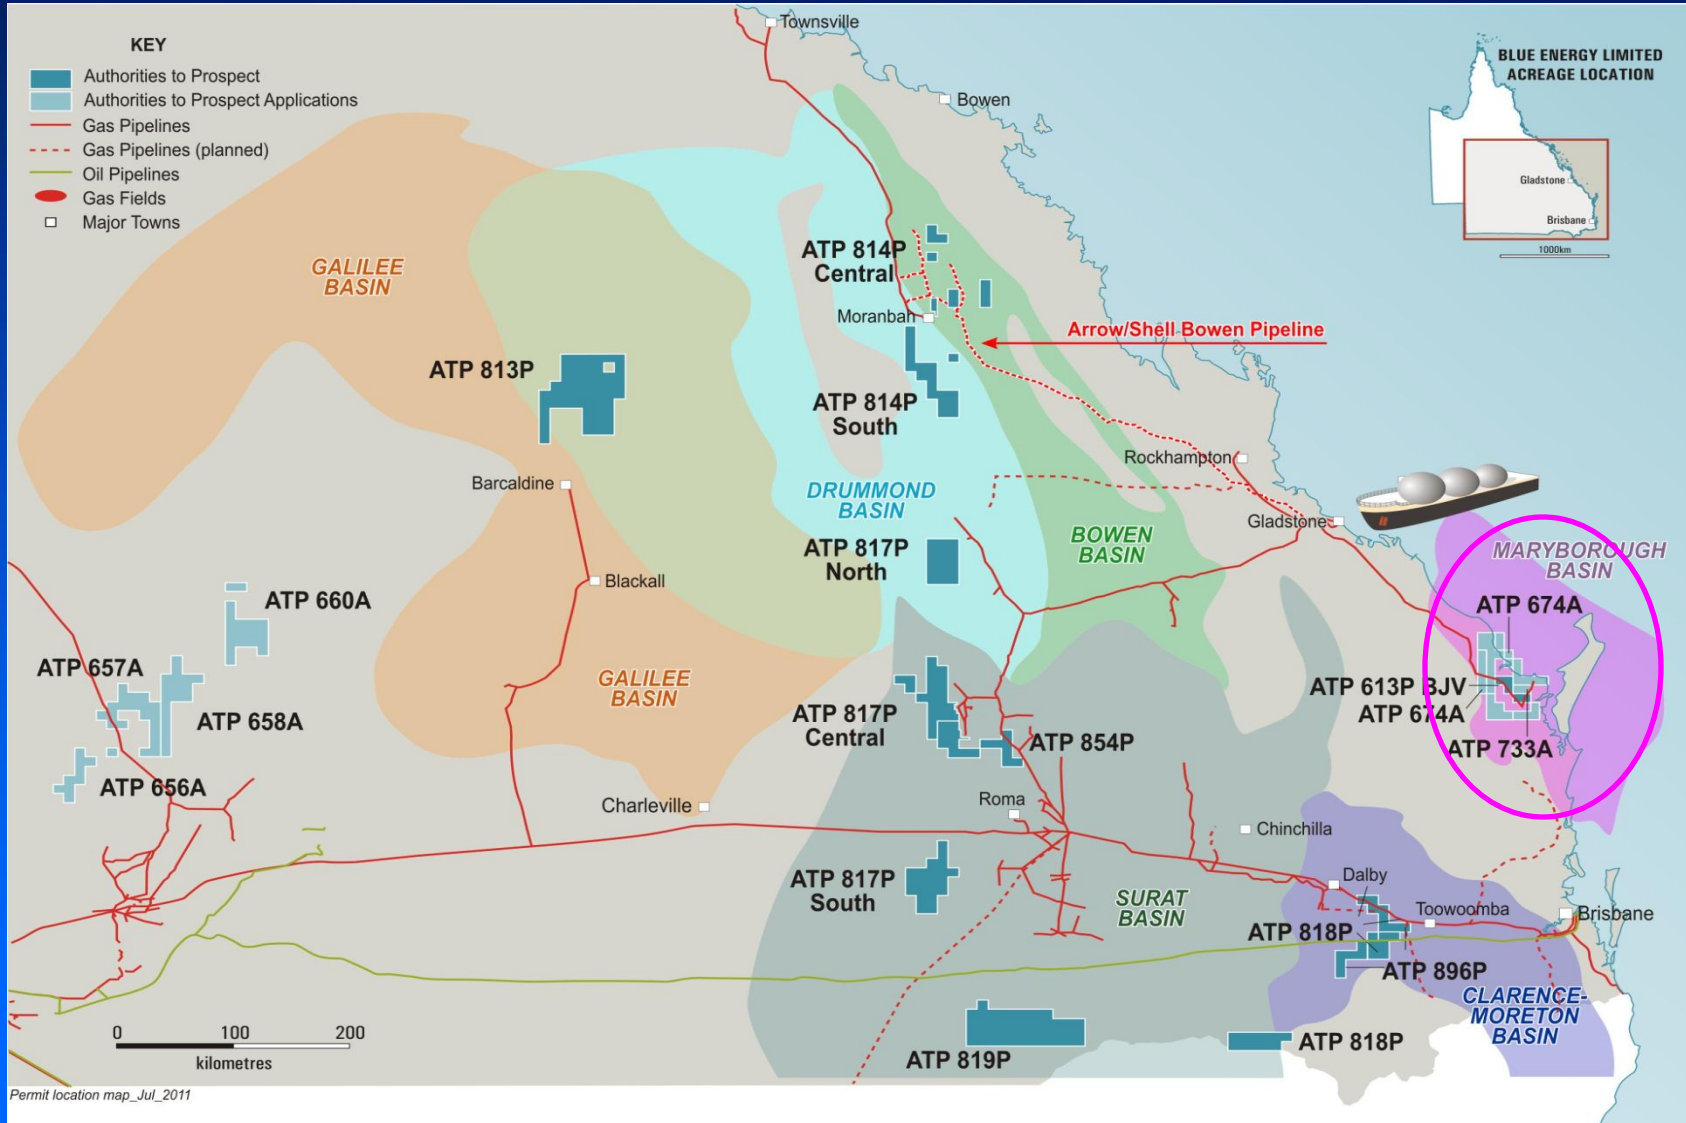 KEY
Authorities to Prospect
Authorities to Prospect Applications
Gas Pipelines
Gas Pipelines (planned)
Oil Pipelines
Gas Fields
Major Towns
BLUE ENERGY LIMITED
ACREAGE LOCATION
Gladstone
Brisbane
1000km
Townsville
Bowen
GALILEE
BASIN
ATP 814P
Central
Moranbah
Arrow/Shell Bowen Pipeline
ATP 813P
ATP 814P
South
Rockhampton
Barcaldine
DRUMMOND
BASIN
Gladstone
BOWEN
BASIN
MARYBOROUGH
BASIN
ATP 817P
North
Blackall
ATP 660A
ATP 674A
ATP 657A
GALILEE
BASIN
ATP 613P BJV
ATP 674A
ATP 658A
ATP 817P
Central
ATP 854P
ATP 733A
ATP 656A
Charleville
Roma
Chinchilla
ATP 817P
South
SURAT
BASIN
Dalby
Toowoomba
Brisbane
ATP 818P
ATP 896P
CLARENCE-
MORETON
BASIN
0 100 200
kilometres
ATP 819P
ATP 818P
Permit location map_Jul_2011